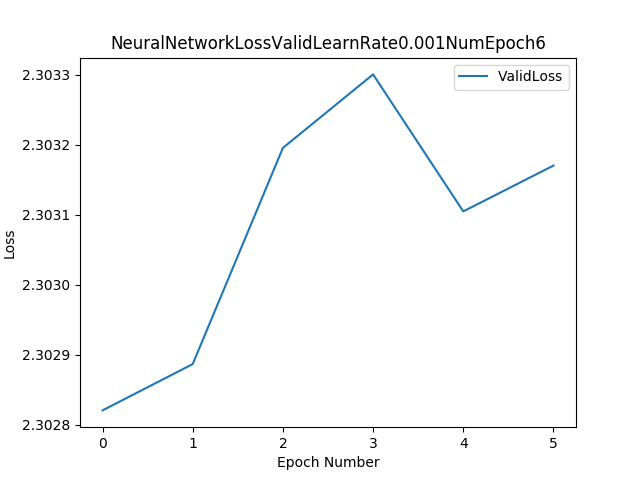 NeuralNetworkLossValidLearnRate0.001NumEpoch6
ValidLoss
2.3033
2.3032
2.3031
2.3030
2.3029
2.3028
Loss
0 1 2 3 4 5
Epoch Number